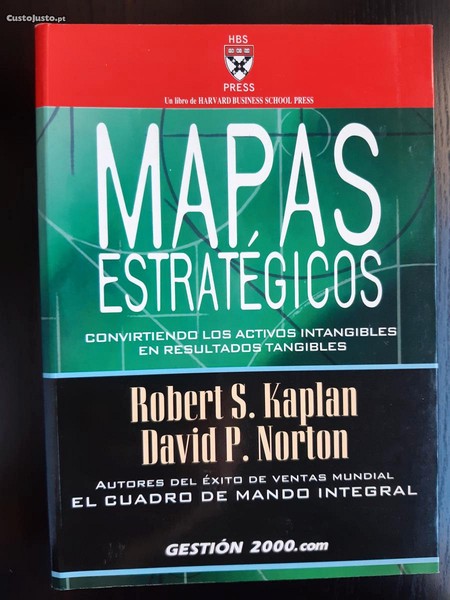 CustoJusto.pt
HBS
PRESS
Un libro de HARVARD BUSINESS SCHOOL PRESS
MAPAS
ESTRATÉGICOS
CONVIRTIENDO LOS ACTIVOS INTANGIBLES
EN RESULTADOS TANGIBLES
Robert S. Kaplan
David P. Norton
AUTORES DEL ÉXITO DE VENTAS MUNDIAL
EL CUADRO DE MANDO INTEGRAL
GESTIÓN 2000.com